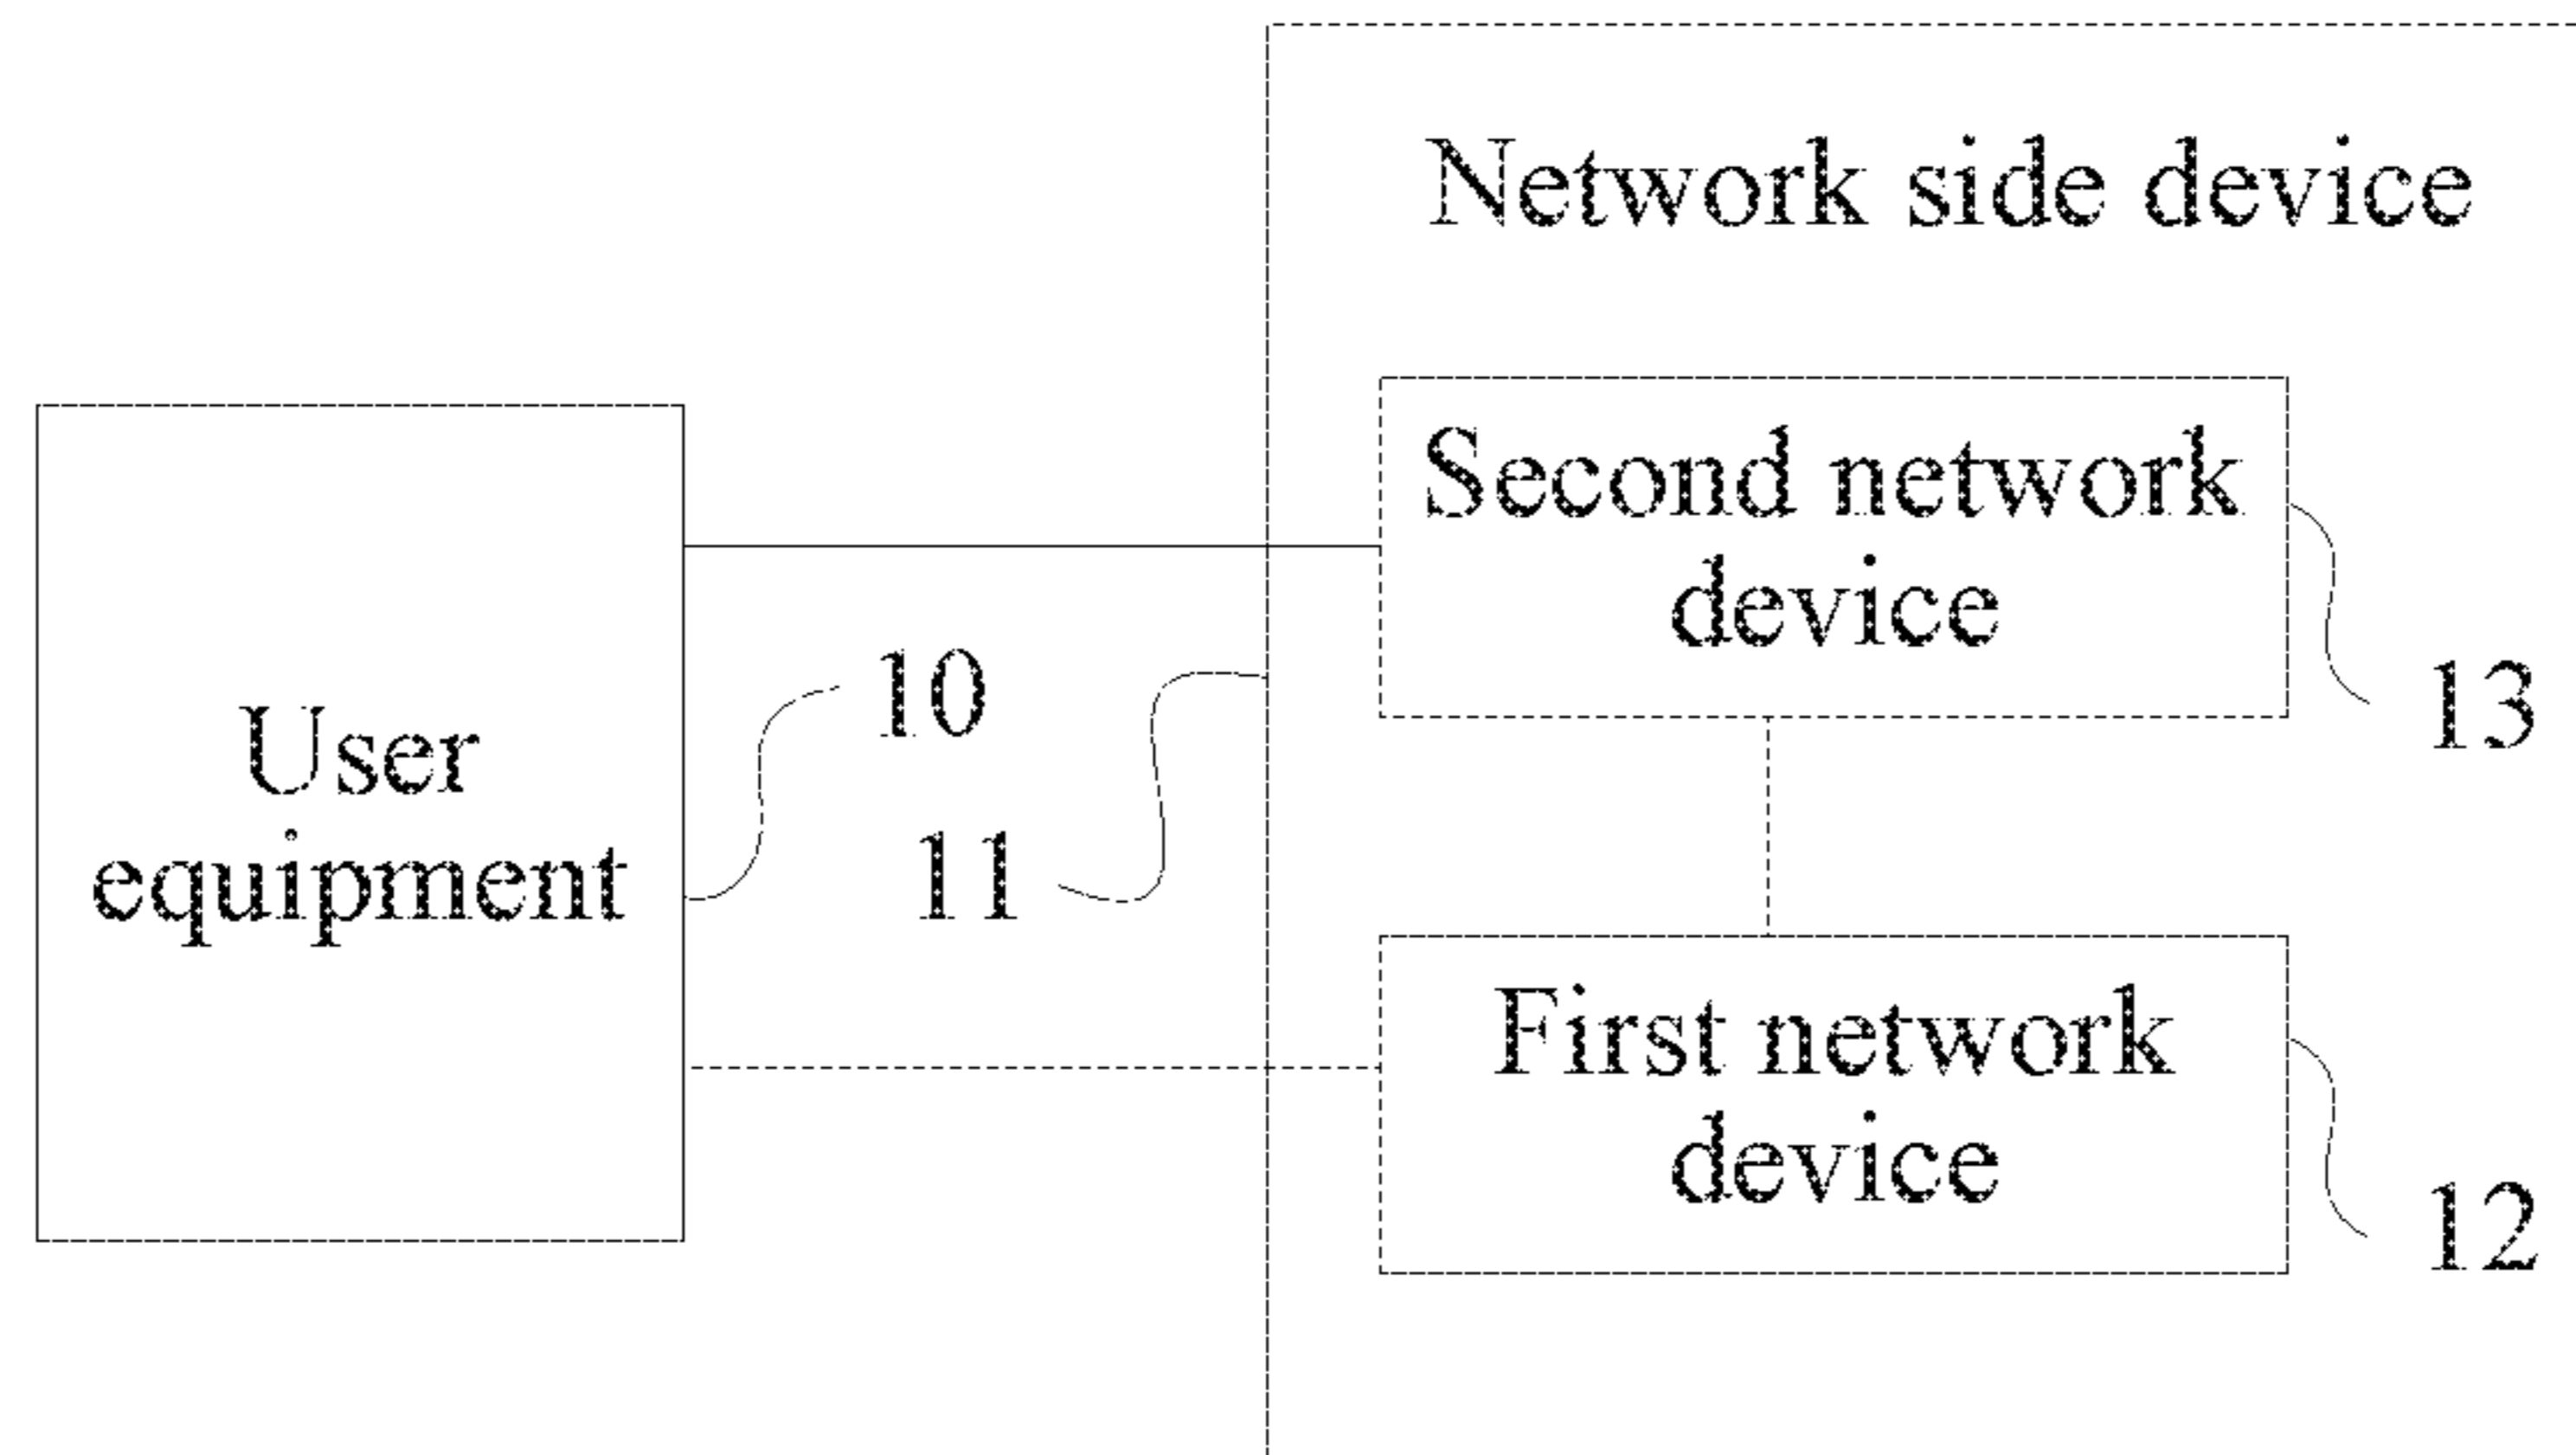 Network side device
Second network
device
13
10
11
User
equipment
First network
device
12